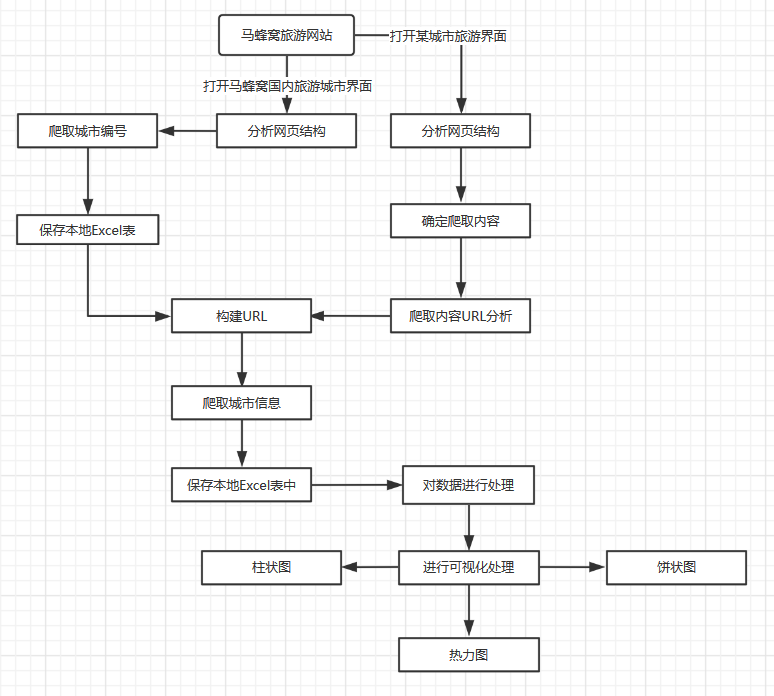 马蜂窝旅游网站
打开某城市旅游界面
打开马蜂窝国内旅游城市界面
爬取城市编号
分析网页结构
分析网页结构
保存本地Excel表
确定爬取内容
构建URL
爬取内容URL分析
爬取城市信息
保存本地Excel表中
对数据进行处理
柱状图
进行可视化处理
饼状图
热力图